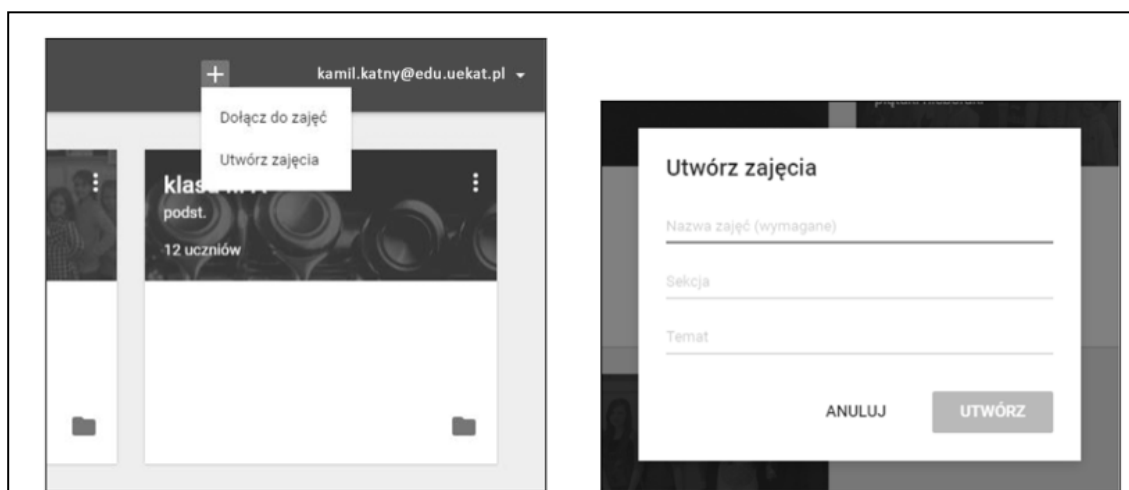 + kamil.katny@edu.uekat.pl
Dołącz do zajęć
Utwórz zajęcia
podst.
12 uczniów
Utwórz zajęcia
Nazwa zajęć (wymagane)
Sekcja
Temat
ANULUJ UTWÓRZ